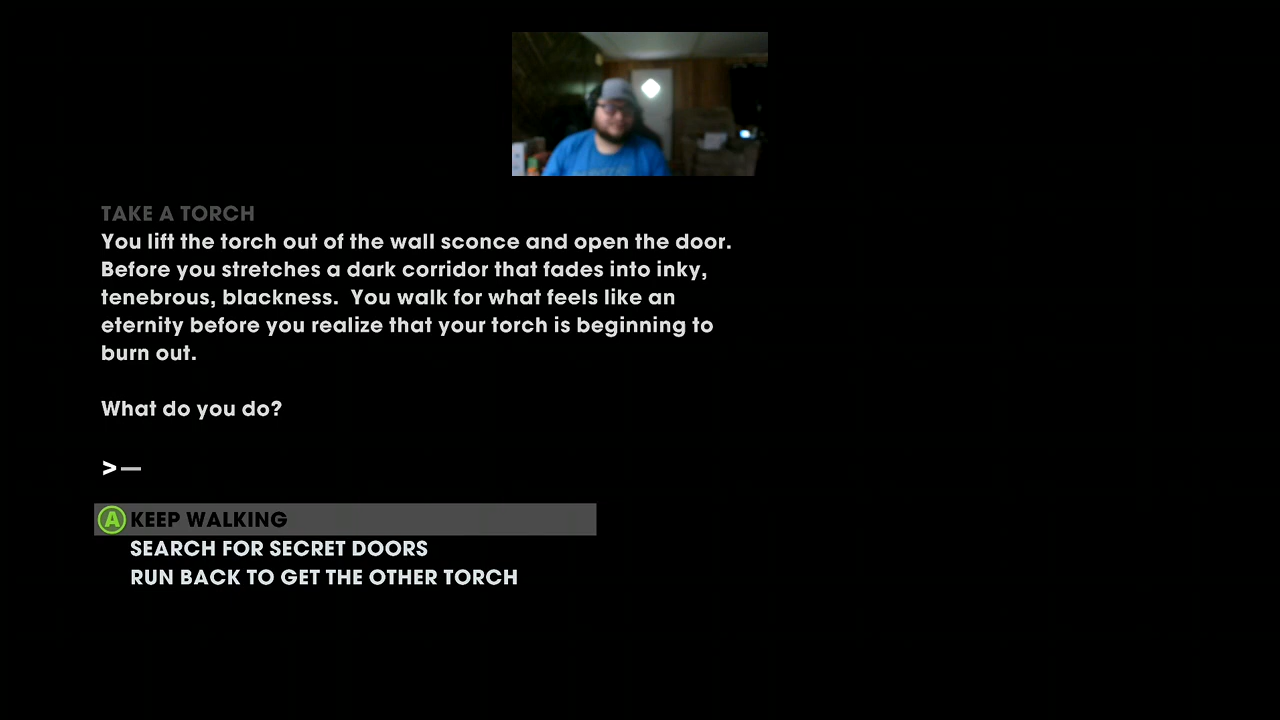 TAKE A TORCH
You lift the torch out of the wall sconce and open the door.
Before you stretches a dark corridor that fades into inky,
tenebrous, blackness.  You walk for what feels like an
eternity before you realize that your torch is beginning to
burn out.
What do you do?
>—
A KEEP WALKING
SEARCH FOR SECRET DOORS
RUN BACK TO GET THE OTHER TORCH